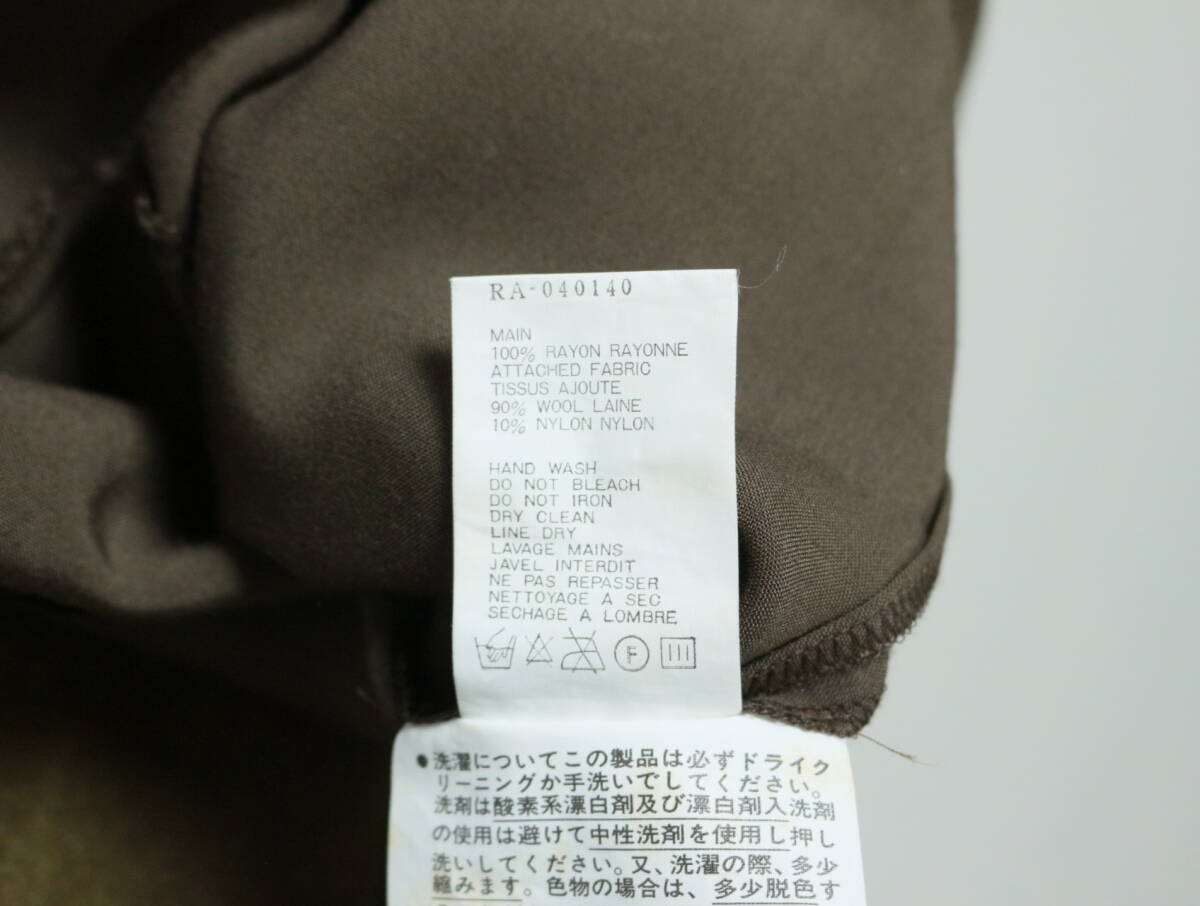 RA-040140
MAIN
100% RAYON RAYONNE
ATTACHED FABRIC
TISSUS AJOUTE
90% WOOL LAINE
10% NYLON NYLON
HAND WASH
DO NOT BLEACH
DO NOT IRON
DRY CLEAN
LINE DRY
LAVAGE MAINS
JAVEL INTERDIT
NE PAS REPASSER
NETTOYAGE A SEC
SECHAGE A LOMBRE
F
●洗濯についてこの製品は必ずドライク
リーニングか手洗いでしてください。
洗剤は酸素系漂白剤及び漂白剤入洗剤
の使用は避けて中性洗剤を使用し押し
洗いしてください。又、洗濯の際、多少
縮みます。色物の場合は、多少脱色す